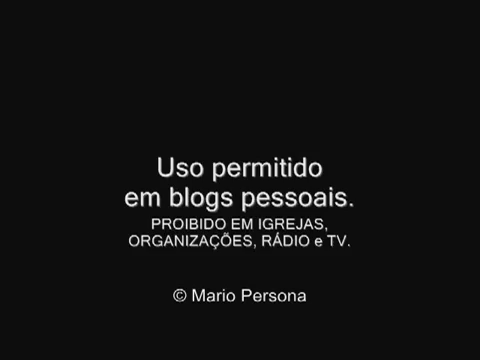 Uso permitido
em blogs pessoais.
PROIBIDO EM IGREJAS,
ORGANIZAÇÕES, RÁDIO e TV.
© Mario Persona